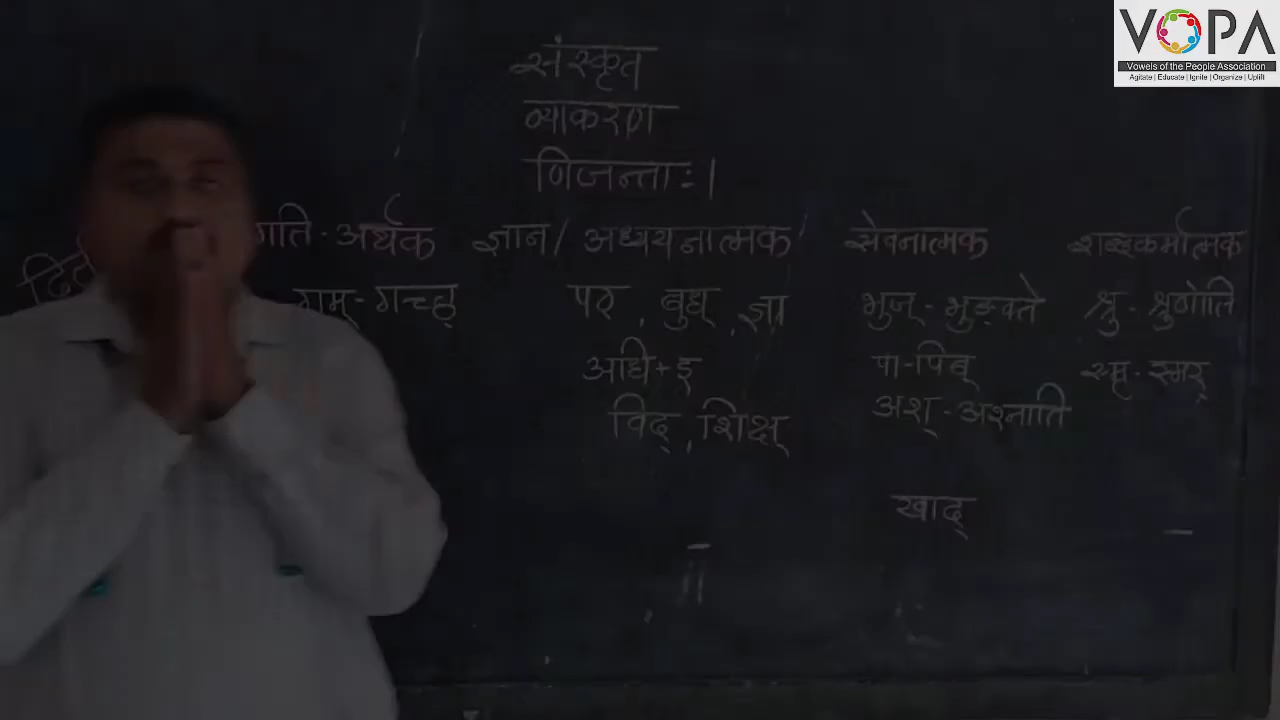 VOPA
Vowels of the People Association
Agitate | Educate | Ignite | Organize | Uplift
संस्कृत
व्याकरण
णिजन्ताः।
गति - अर्थक ज्ञान / अध्ययनात्मक सेवनात्मक शब्दकर्मात्मक
गम् - गच्छ् पठ्, बुध्, ज्ञा भुज् - भुङ्क्ते श्रु - श्रुणोति
अधि + इ पा - पिब् स्मृ - स्मर्
विद्, शिक्ष् अश् - अश्नाति
खाद्